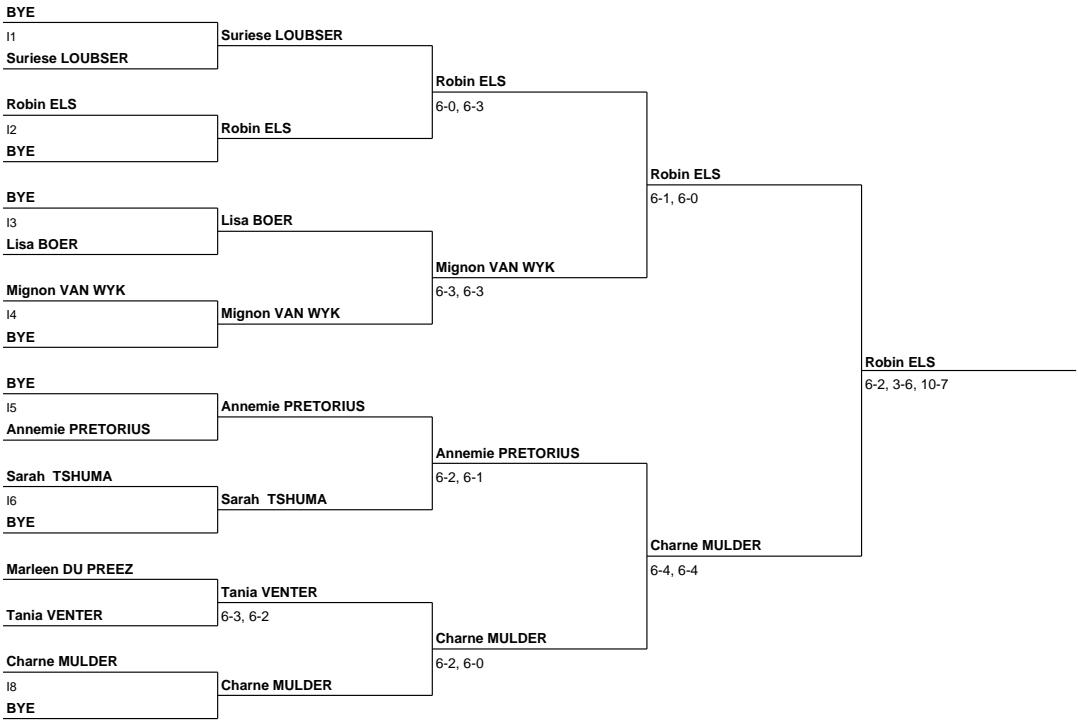 BYE
I1
Suriese LOUBSER
Suriese LOUBSER
Robin ELS
I2
BYE
Robin ELS
Robin ELS
6-0, 6-3
BYE
I3
Lisa BOER
Lisa BOER
Mignon VAN WYK
I4
BYE
Mignon VAN WYK
Mignon VAN WYK
6-3, 6-3
Robin ELS
6-1, 6-0
BYE
I5
Annemie PRETORIUS
Annemie PRETORIUS
Sarah  TSHUMA
I6
BYE
Sarah  TSHUMA
Annemie PRETORIUS
6-2, 6-1
Marleen DU PREEZ
Tania VENTER
Tania VENTER
6-3, 6-2
Charne MULDER
I8
BYE
Charne MULDER
Charne MULDER
6-2, 6-0
Charne MULDER
6-4, 6-4
Robin ELS
6-2, 3-6, 10-7